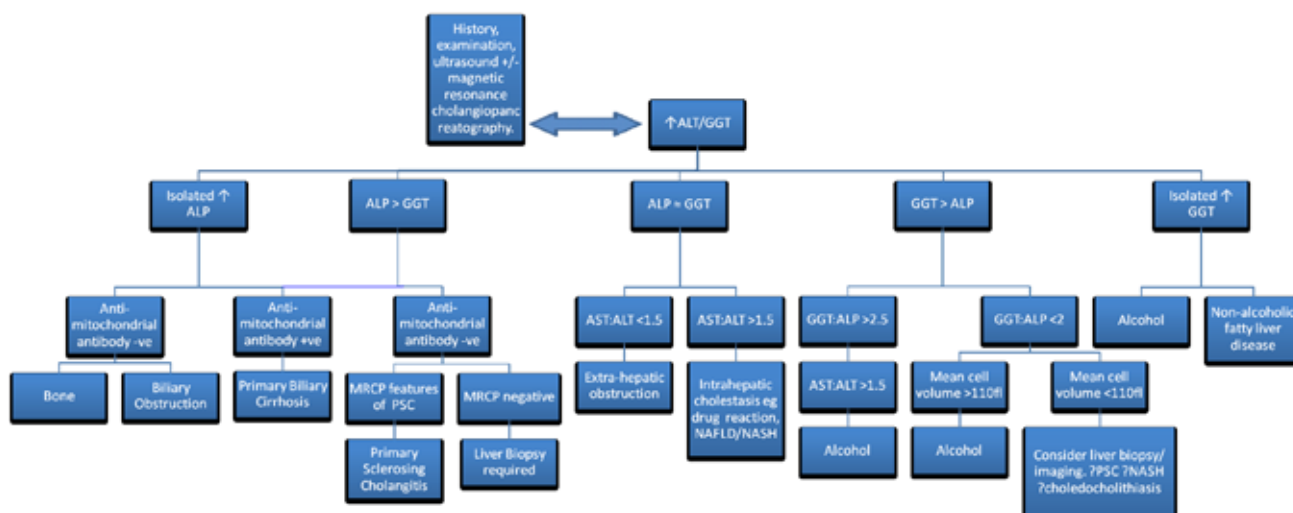 History,
examination,
ultrasound +/-
magnetic
resonance
cholangiopanc
reatography.
↑ALT/GGT
Isolated ↑
ALP
ALP > GGT
ALP = GGT
GGT > ALP
Isolated ↑
GGT
Anti-
mitochondrial
antibody -ve
Anti-
mitochondrial
antibody +ve
Anti-
mitochondrial
antibody -ve
AST:ALT <1.5
AST:ALT >1.5
GGT:ALP >2.5
GGT:ALP <2
Alcohol
Non-alcoholic
fatty liver
disease
Bone
Biliary
Obstruction
Primary Biliary
Cirrhosis
MRCP features
of PSC
MRCP negative
Extra-hepatic
obstruction
Intrahepatic
cholestasis eg
drug reaction,
NAFLD/NASH
AST:ALT >1.5
Mean cell
volume >110fl
Mean cell
volume <110fl
Primary
Sclerosing
Cholangitis
Liver Biopsy
required
Alcohol
Alcohol
Consider liver biopsy/
imaging. ?PSC ?NASH
?choledocholithiasis